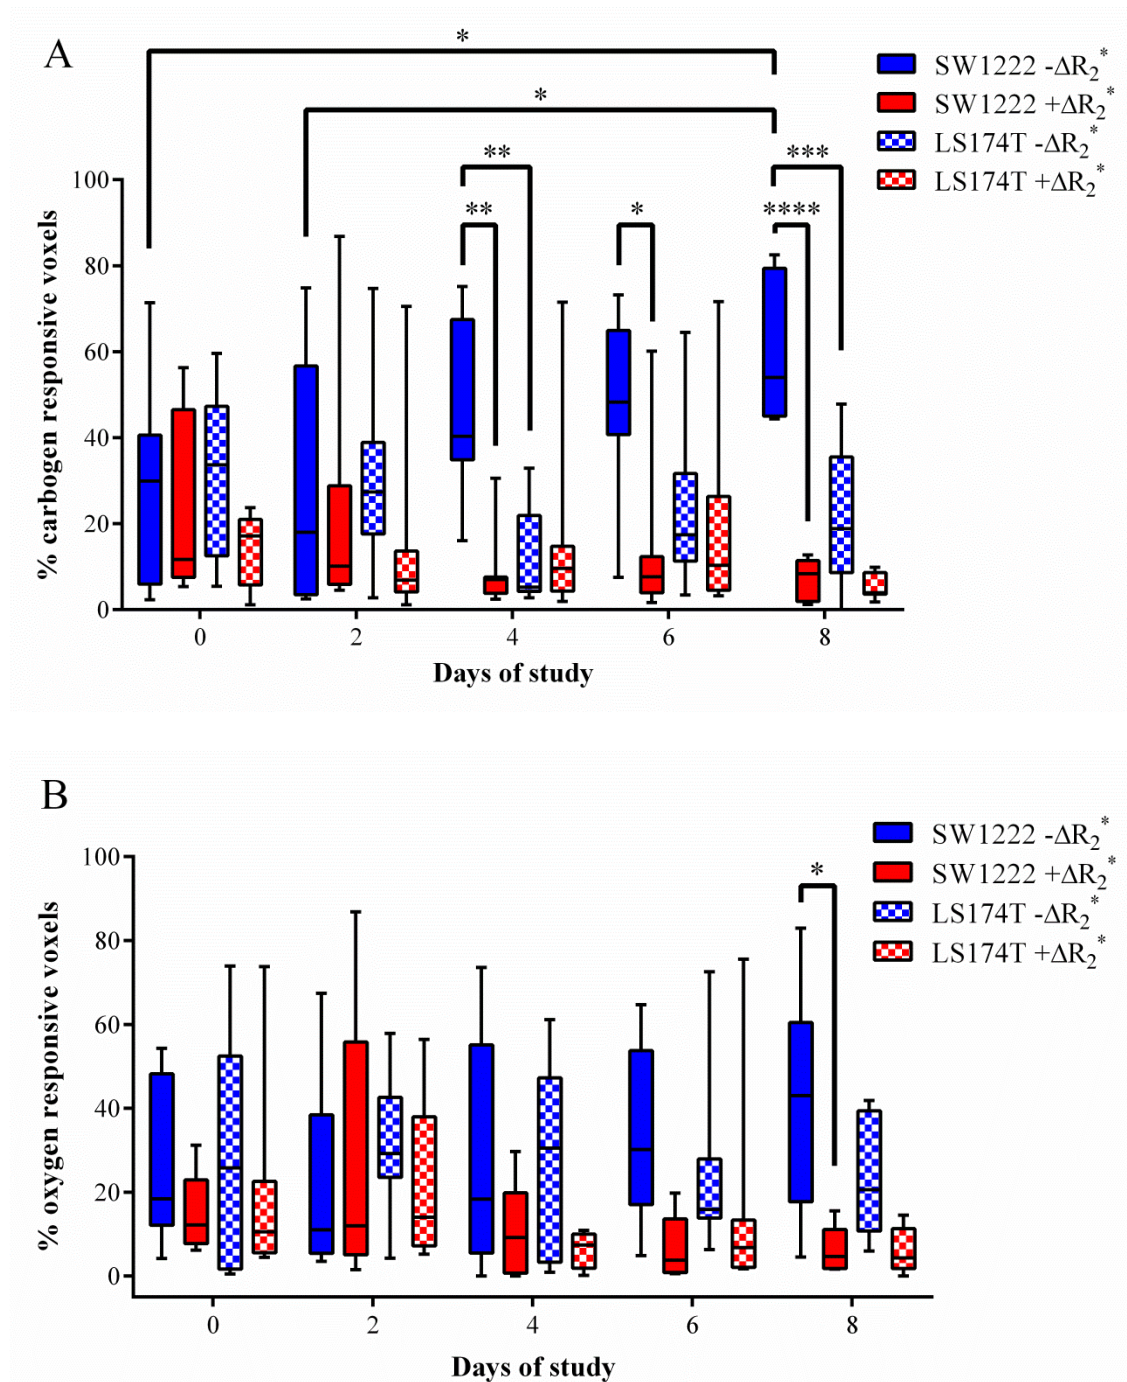 A
*
*
**
**
*
***
****
SW1222 -ΔR₂*
SW1222 +ΔR₂*
LS174T -ΔR₂*
LS174T +ΔR₂*
100
80
60
40
20
0
% carbogen responsive voxels
0 2 4 6 8
Days of study
B
*
SW1222 -ΔR₂*
SW1222 +ΔR₂*
LS174T -ΔR₂*
LS174T +ΔR₂*
100
80
60
40
20
0
% oxygen responsive voxels
0 2 4 6 8
Days of study